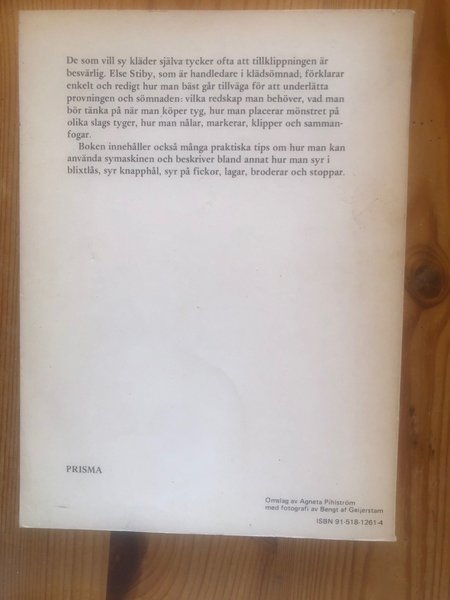 De som vill sy kläder själva tycker ofta att tillklippningen är
besvärlig. Else Stiby, som är handledare i klädsömnad, förklarar
enkelt och redigt hur man bäst går tillväga för att underlätta
provningen och sömnaden: vilka redskap man behöver, vad man
bör tänka på när man köper tyg, hur man placerar mönstret på
olika slags tyger, hur man nålar, markerar, klipper och samman-
fogar.
Boken innehåller också många praktiska tips om hur man kan
använda symaskinen och beskriver bland annat hur man syr i
blixtlås, syr knapphål, syr på fickor, lagar, broderar och stoppar.
PRISMA
Omslag av Agneta Pihlström
med fotografi av Bengt af Geijerstam
ISBN 91-518-1261-4